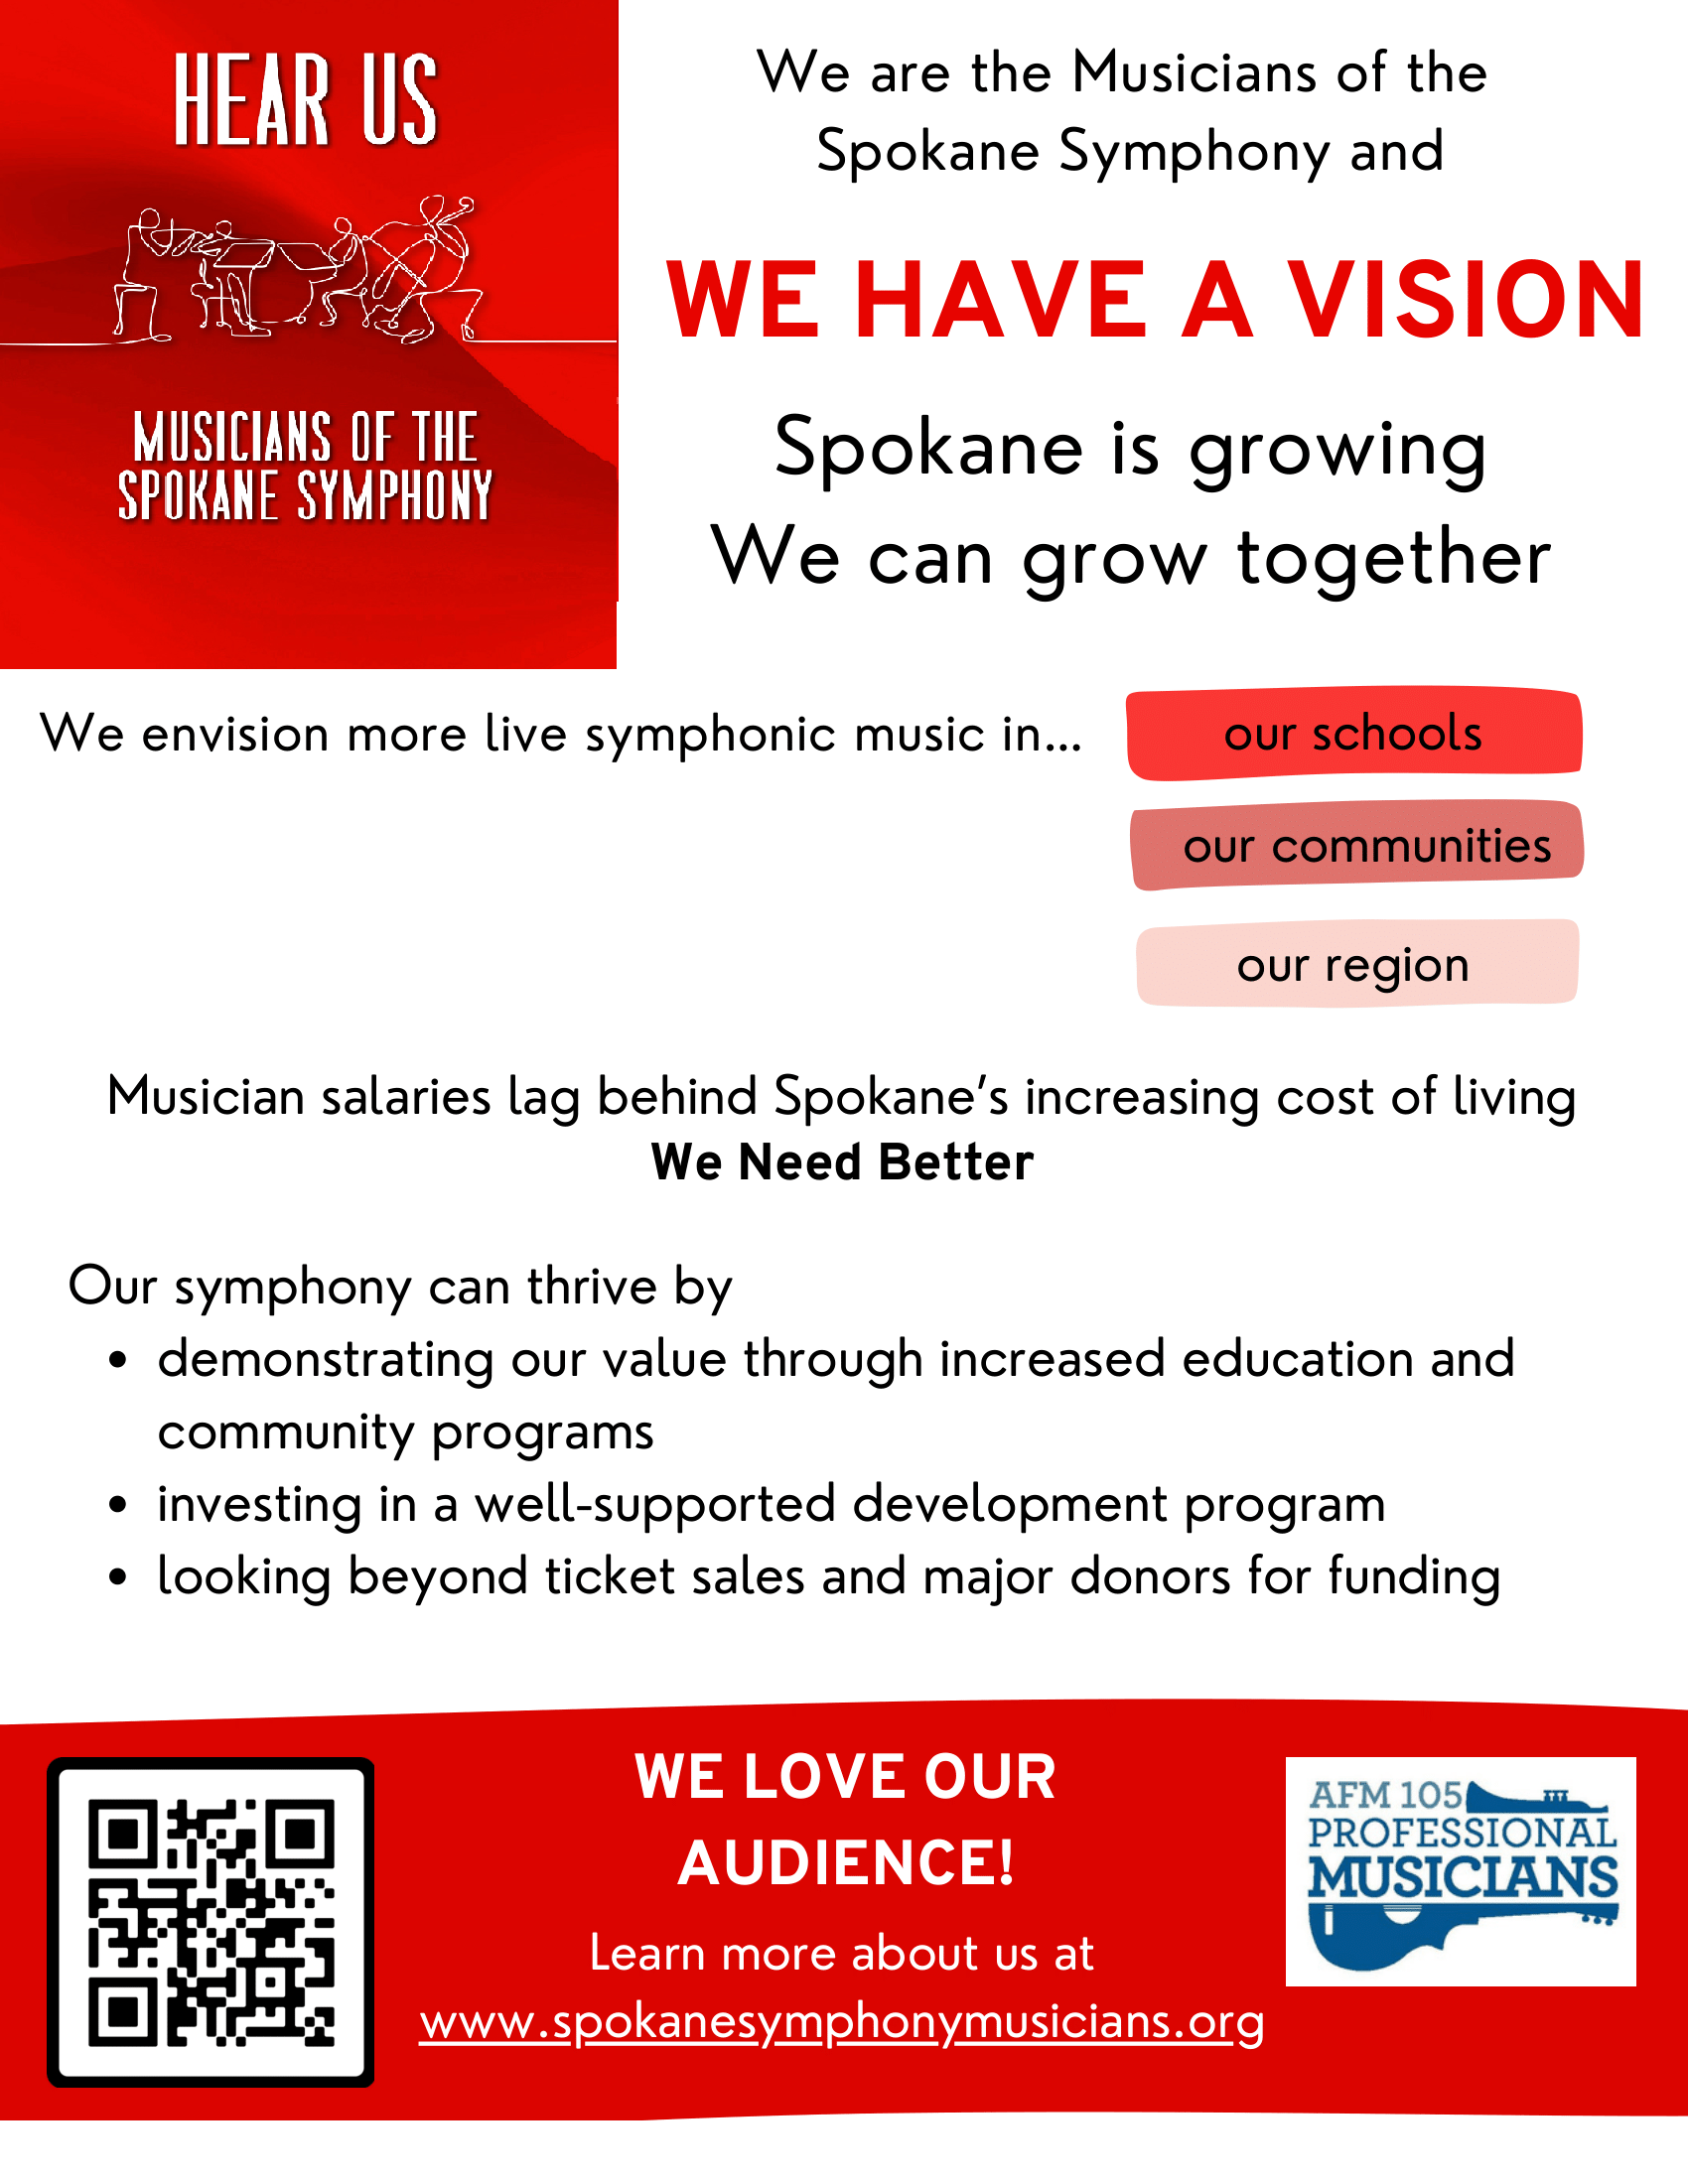 HEAR US
MUSICIANS OF THE
SPOKANE SYMPHONY
We are the Musicians of the
Spokane Symphony and
WE HAVE A VISION
Spokane is growing
We can grow together
We envision more live symphonic music in...
our schools
our communities
our region
Musician salaries lag behind Spokane's increasing cost of living
We Need Better
Our symphony can thrive by
• demonstrating our value through increased education and
community programs
• investing in a well-supported development program
• looking beyond ticket sales and major donors for funding
WE LOVE OUR
AUDIENCE!
Learn more about us at
www.spokanesymphonymusicians.org
AFM 105
PROFESSIONAL
MUSICIANS